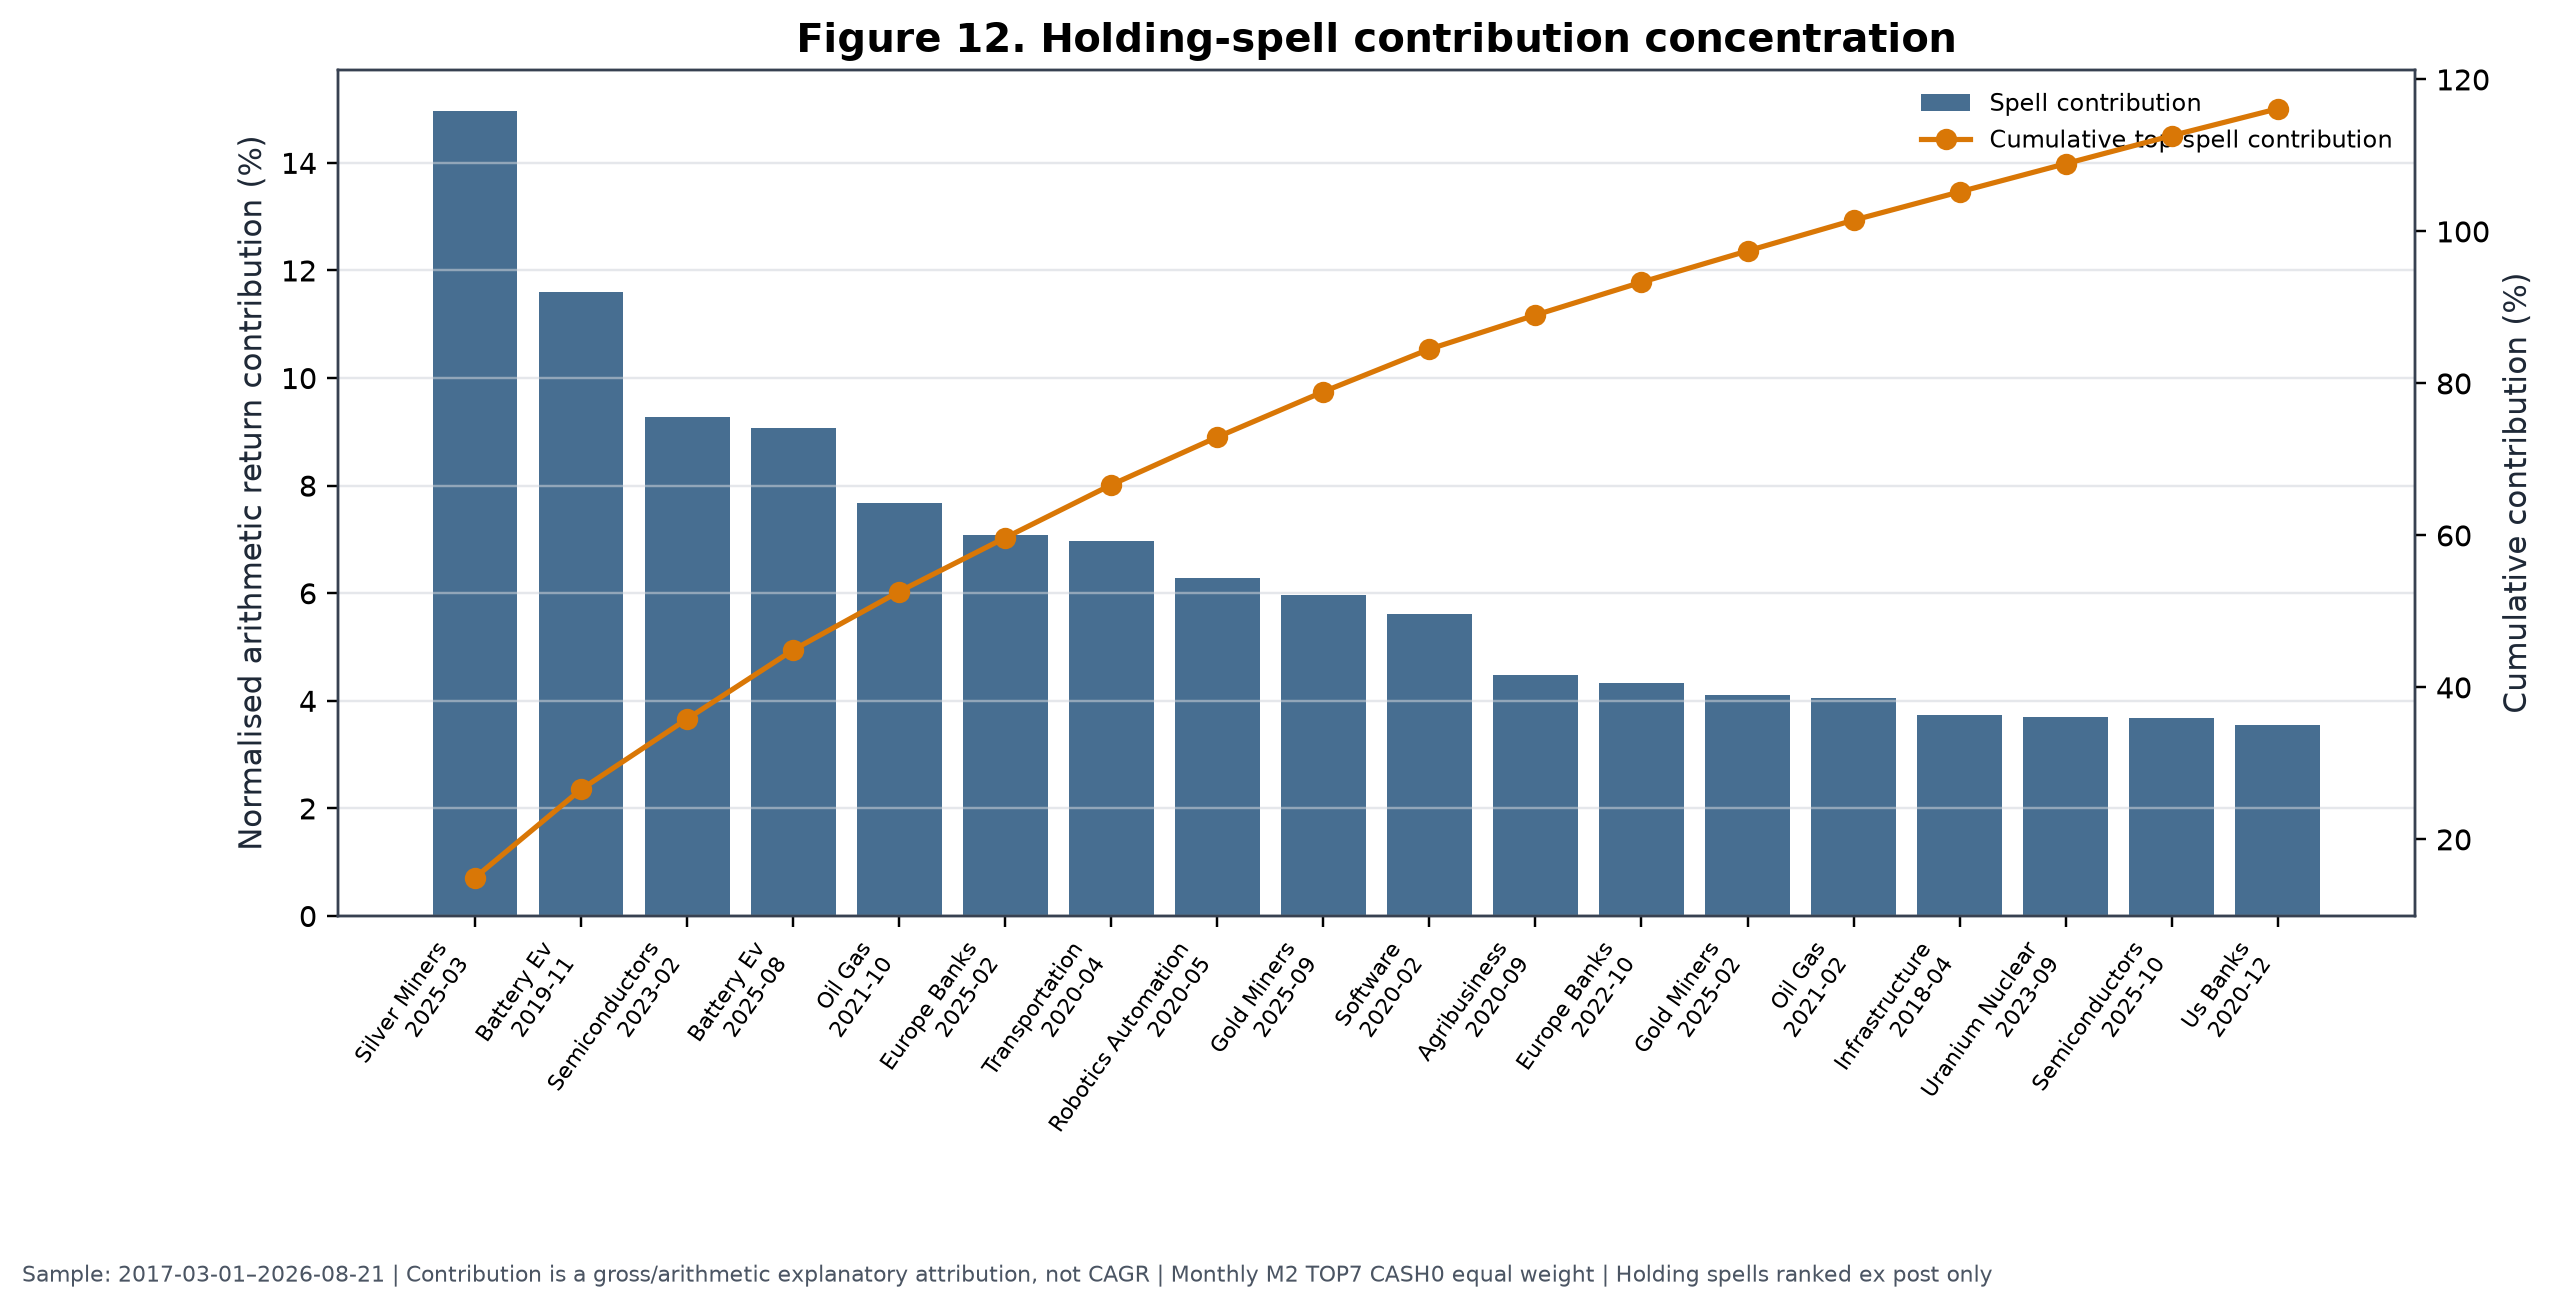 Figure 12. Holding-spell contribution concentration
Normalised arithmetic return contribution (%)
14
12
10
8
6
4
2
0
Spell contribution
Cumulative top-spell contribution
120
100
80
60
40
20
Cumulative contribution (%)
Silver Miners
2025-03
Battery Ev
2019-11
Semiconductors
2023-02
Battery Ev
2025-08
Oil Gas
2021-10
Europe Banks
2025-02
Transportation
2020-04
Robotics Automation
2020-05
Gold Miners
2025-09
Software
2020-02
Agribusiness
2020-09
Europe Banks
2022-10
Gold Miners
2025-02
Oil Gas
2021-02
Infrastructure
2018-04
Uranium Nuclear
2023-09
Semiconductors
2025-10
Us Banks
2020-12
Sample: 2017-03-01–2026-08-21 | Contribution is a gross/arithmetic explanatory attribution, not CAGR | Monthly M2 TOP7 CASH0 equal weight | Holding spells ranked ex post only